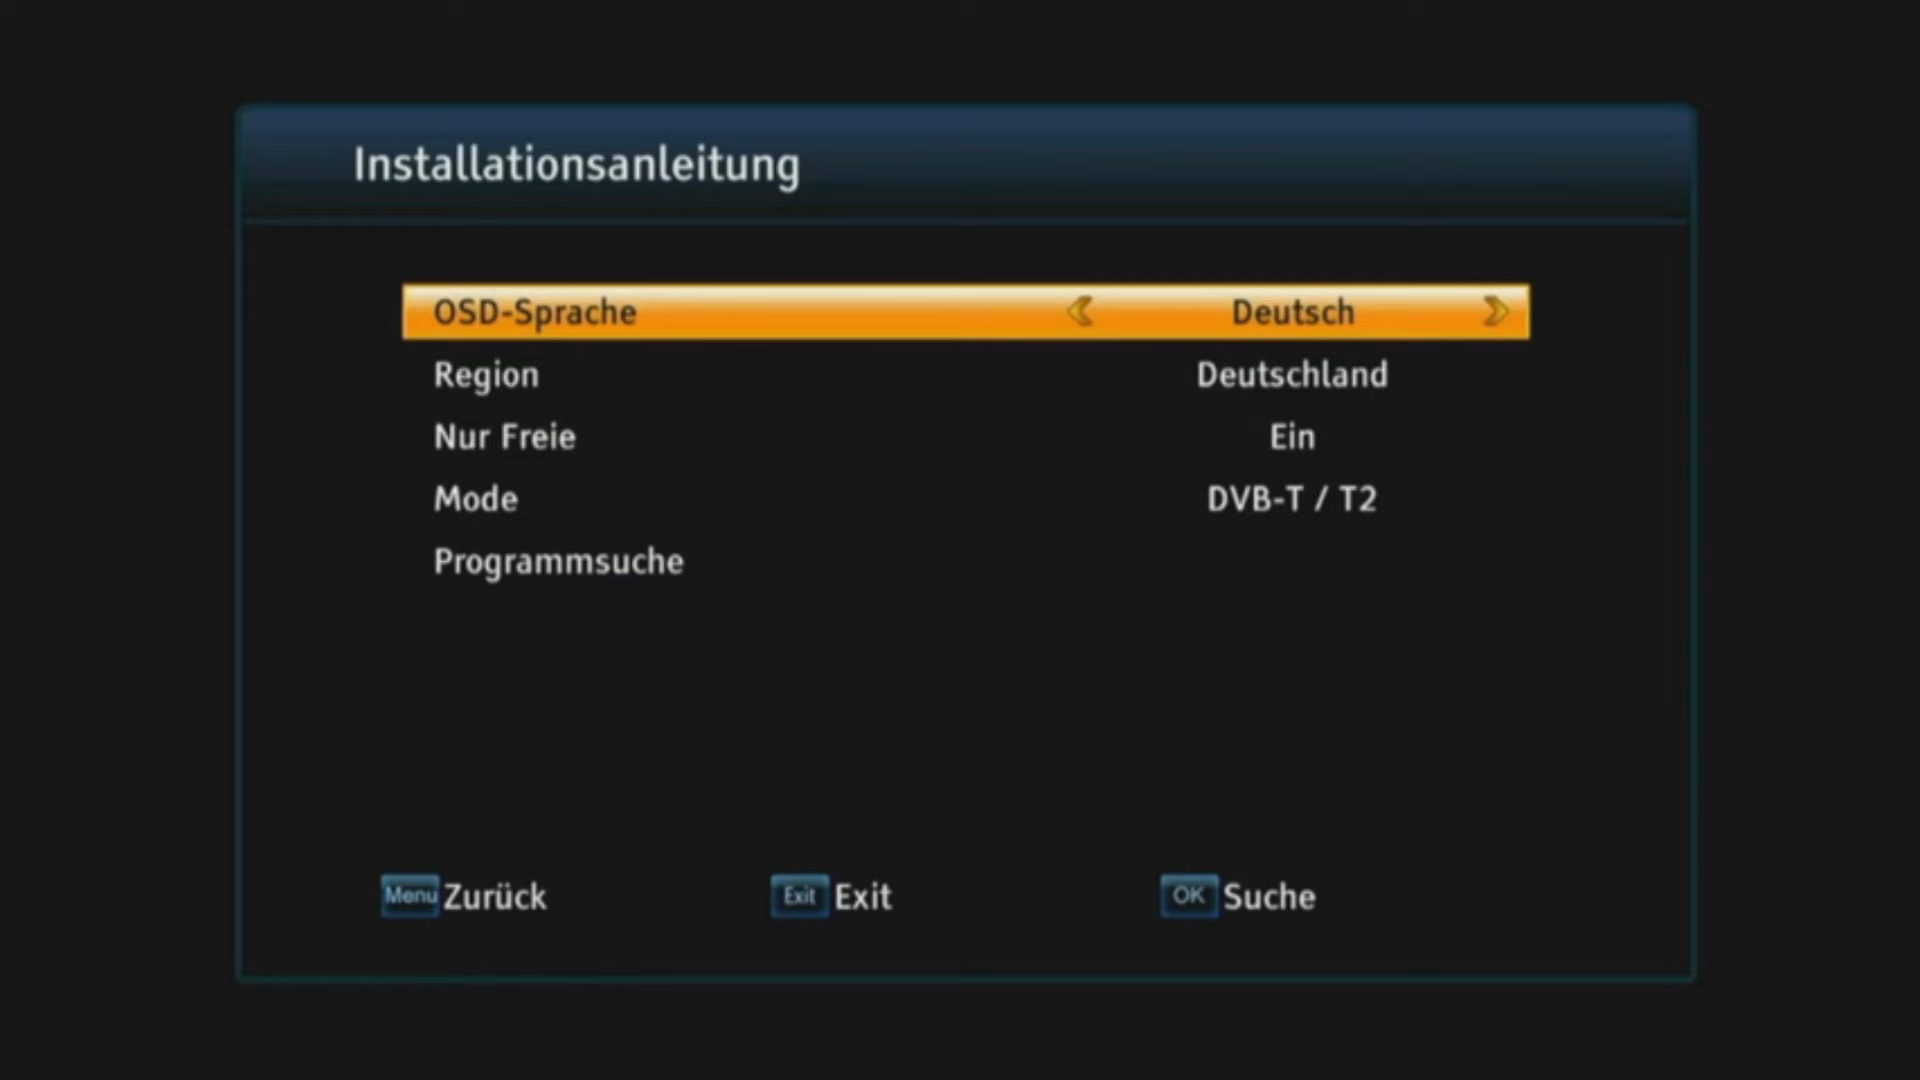 Installationsanleitung
OSD-Sprache Deutsch
Region Deutschland
Nur Freie Ein
Mode DVB-T / T2
Programmsuche
Menu Zurück Exit Exit OK Suche